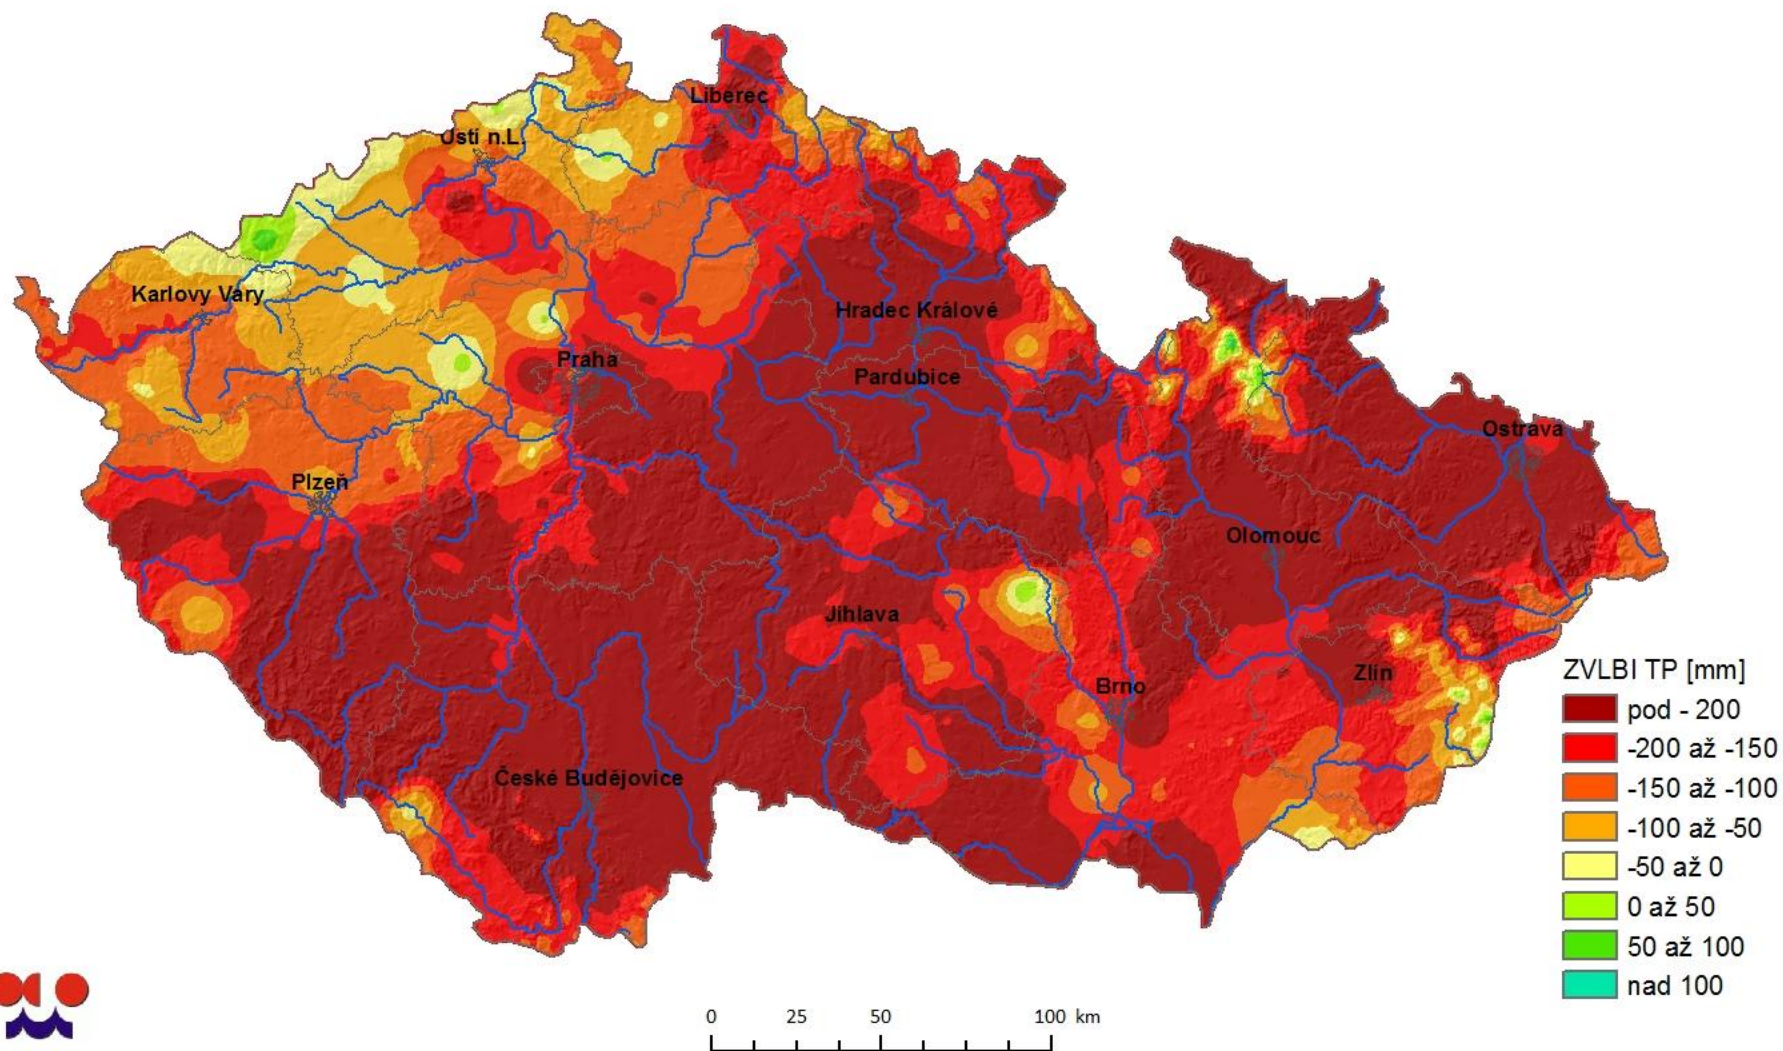 Liberec
Ústí n.L.
Karlovy Vary
Hradec Králové
Praha
Pardubice
Ostrava
Plzeň
Olomouc
Jihlava
Zlín
Brno
České Budějovice
ZVLBI TP [mm]
pod - 200
-200 až -150
-150 až -100
-100 až -50
-50 až 0
0 až 50
50 až 100
nad 100
0 25 50 100 km